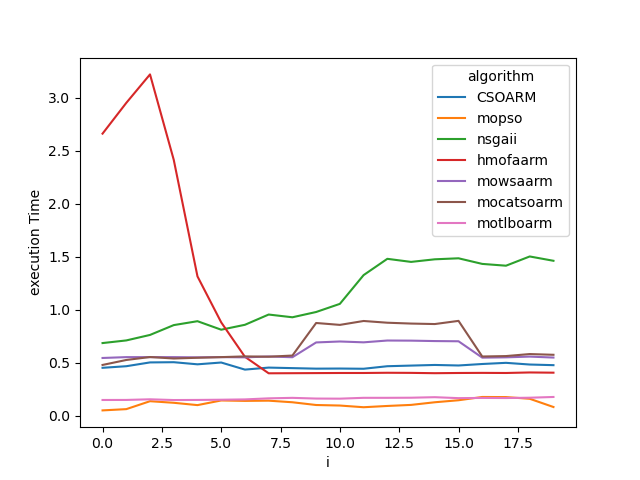 algorithm
CSOARM
mopso
nsgaii
hmofaarm
mowsaarm
mocatsoarm
motlboarm
execution Time
3.0
2.5
2.0
1.5
1.0
0.5
0.0
0.0 2.5 5.0 7.5 10.0 12.5 15.0 17.5
i